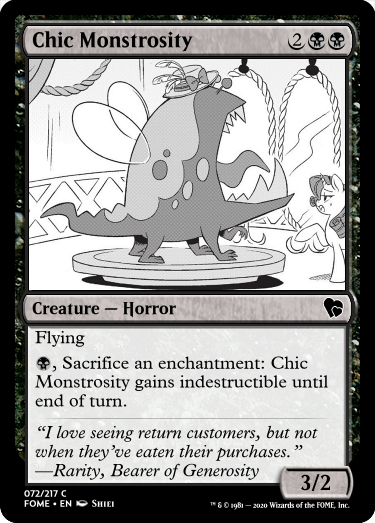 Chic Monstrosity 2
Creature — Horror
Flying
, Sacrifice an enchantment: Chic
Monstrosity gains indestructible until
end of turn.
“I love seeing return customers, but not
when they’ve eaten their purchases.”
—Rarity, Bearer of Generosity
3/2
072/217 C
FOME • EN SHIEI
™ & © 1981 — 2020 Wizards of the FOME, INC.